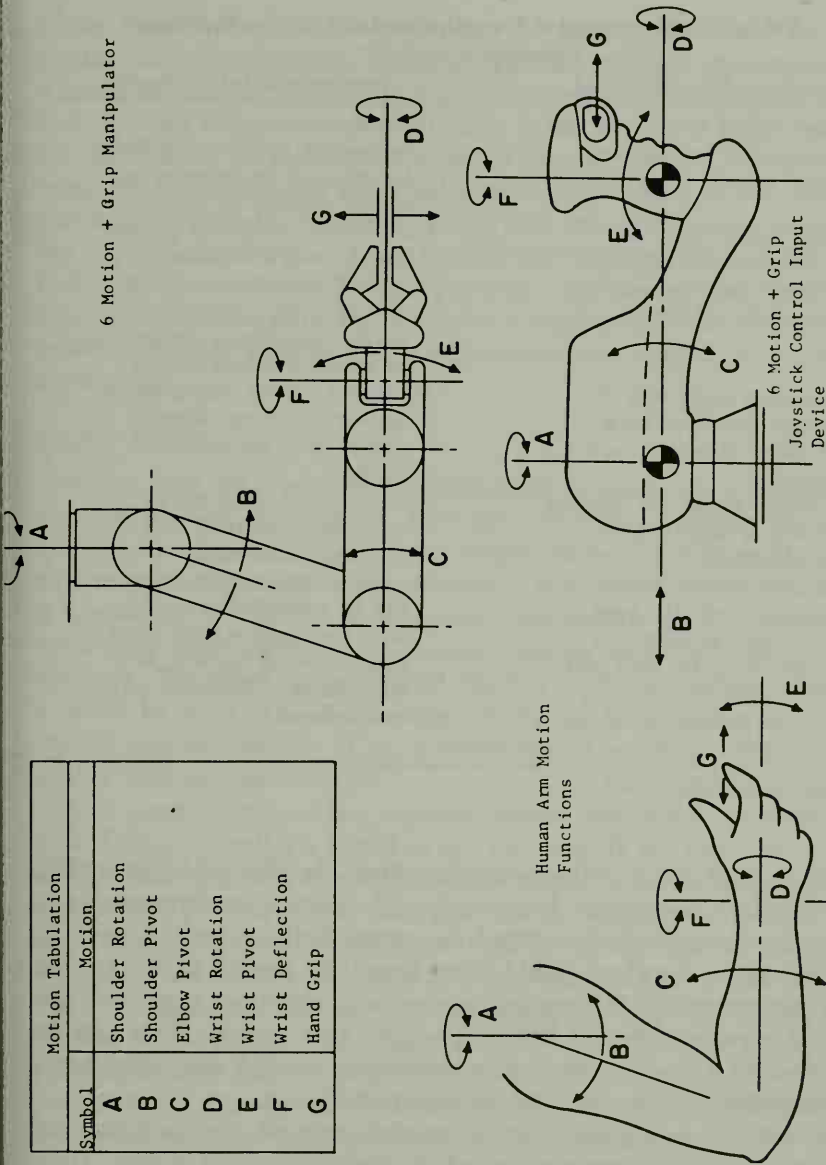 Motion Tabulation
Symbol Motion
A Shoulder Rotation
B Shoulder Pivot
C Elbow Pivot
D Wrist Rotation
E Wrist Pivot
F Wrist Deflection
G Hand Grip
6 Motion + Grip Manipulator
A
B
C
F
E
G
D
Human Arm Motion
Functions
A
B
C
F
D
G
E
6 Motion + Grip
Joystick Control Input
Device
A
B
C
E
F
G
D